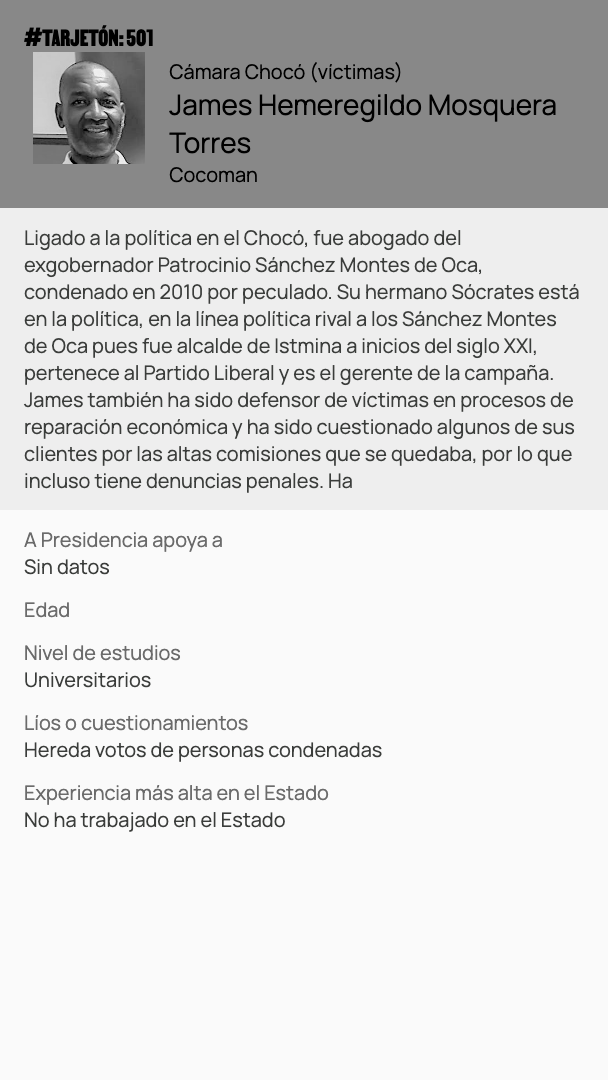 #TARJETÓN: 501
Cámara Chocó (víctimas)
James Hemeregildo Mosquera
Torres
Cocoman
Ligado a la política en el Chocó, fue abogado del
exgobernador Patrocinio Sánchez Montes de Oca,
condenado en 2010 por peculado. Su hermano Sócrates está
en la política, en la línea política rival a los Sánchez Montes
de Oca pues fue alcalde de Istmina a inicios del siglo XXI,
pertenece al Partido Liberal y es el gerente de la campaña.
James también ha sido defensor de víctimas en procesos de
reparación económica y ha sido cuestionado algunos de sus
clientes por las altas comisiones que se quedaba, por lo que
incluso tiene denuncias penales. Ha
A Presidencia apoya a
Sin datos
Edad
Nivel de estudios
Universitarios
Líos o cuestionamientos
Hereda votos de personas condenadas
Experiencia más alta en el Estado
No ha trabajado en el Estado